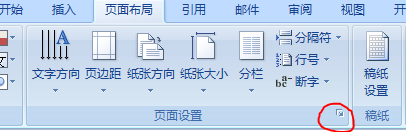 开始 插入 页面布局 引用 邮件 审阅 视图 开
文字方向 页边距 纸张方向 纸张大小 分栏 分隔符 行号 断字 稿纸
设置
页面设置 稿纸